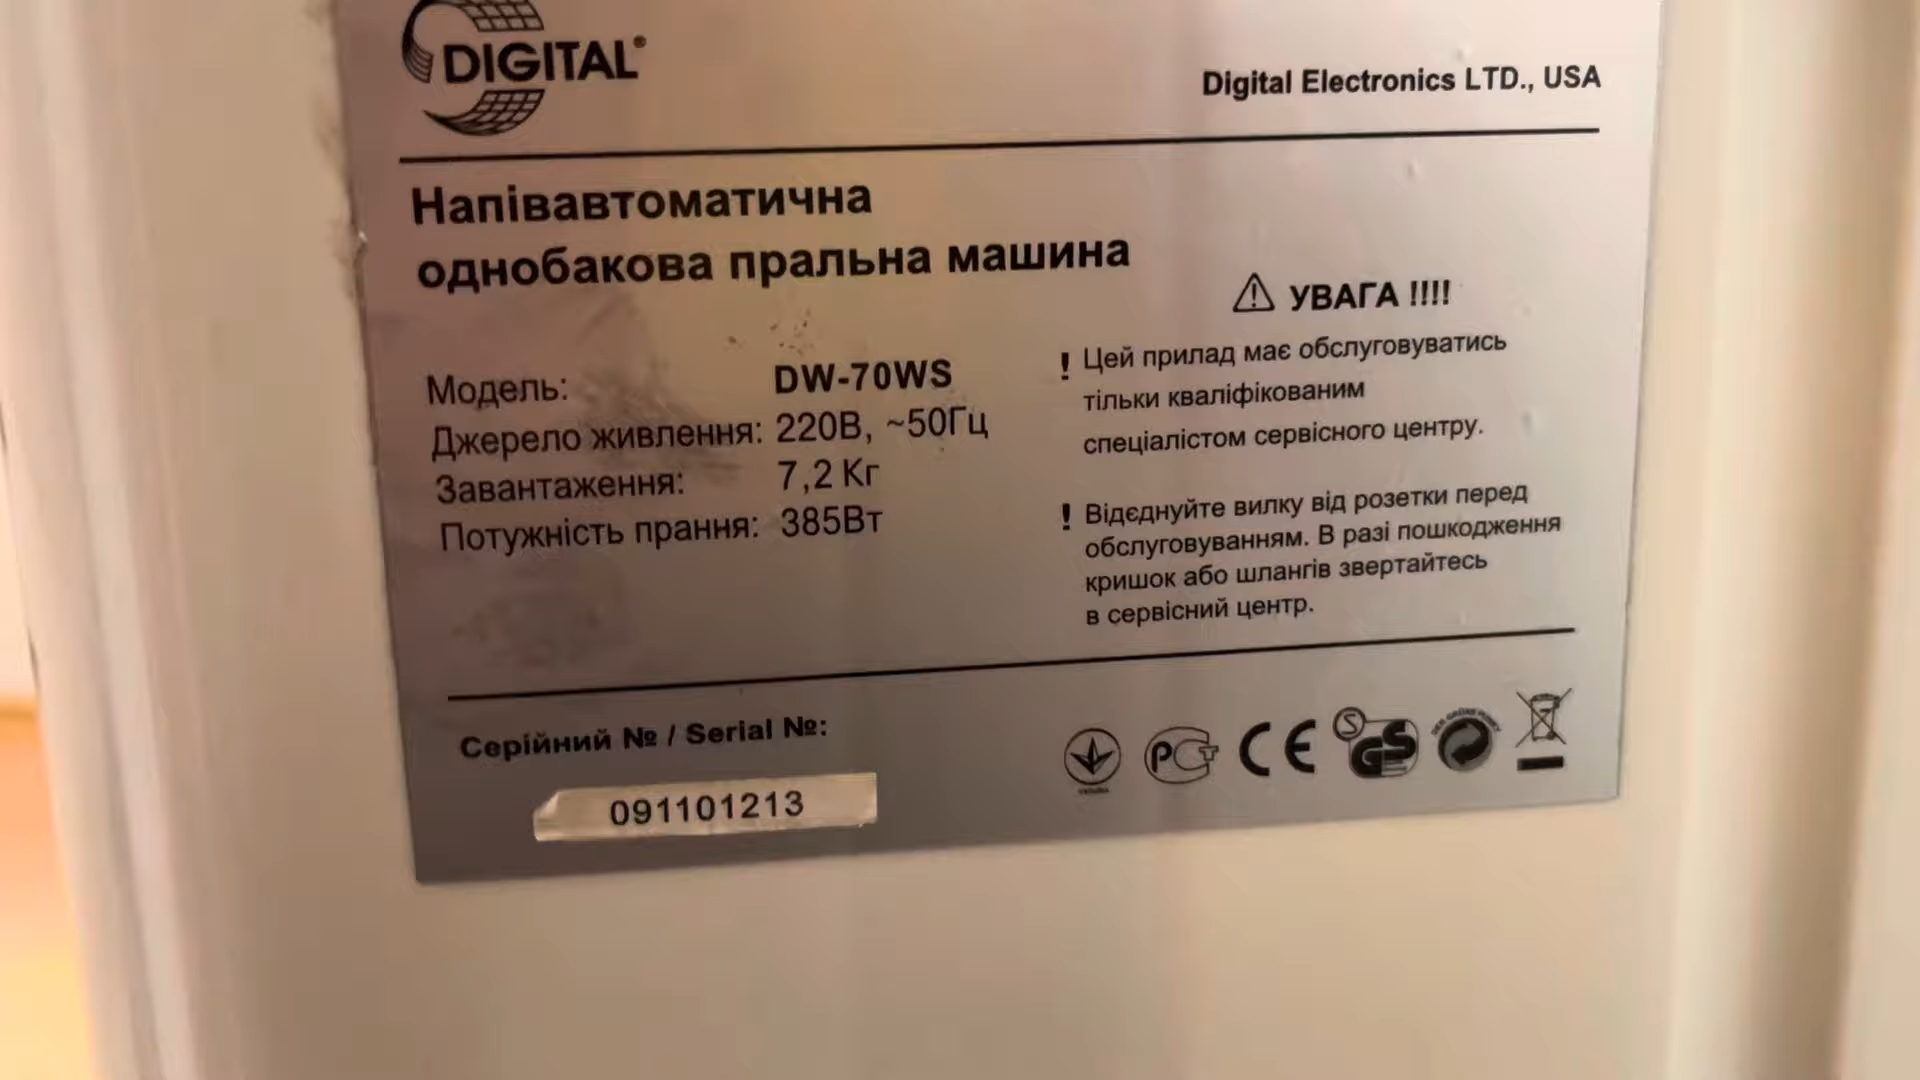 DIGITAL®
Digital Electronics LTD., USA
Напівавтоматична
однобакова пральна машина
Модель: DW-70WS
Джерело живлення: 220В, ~50Гц
Завантаження: 7,2 Кг
Потужність прання: 385Вт
УВАГА !!!!
! Цей прилад має обслуговуватись
тільки кваліфікованим
спеціалістом сервісного центру.
! Відєднуйте вилку від розетки перед
обслуговуванням. В разі пошкодження
кришок або шлангів звертайтесь
в сервісний центр.
Серійний № / Serial №:
091101213
РСТ CE S GS